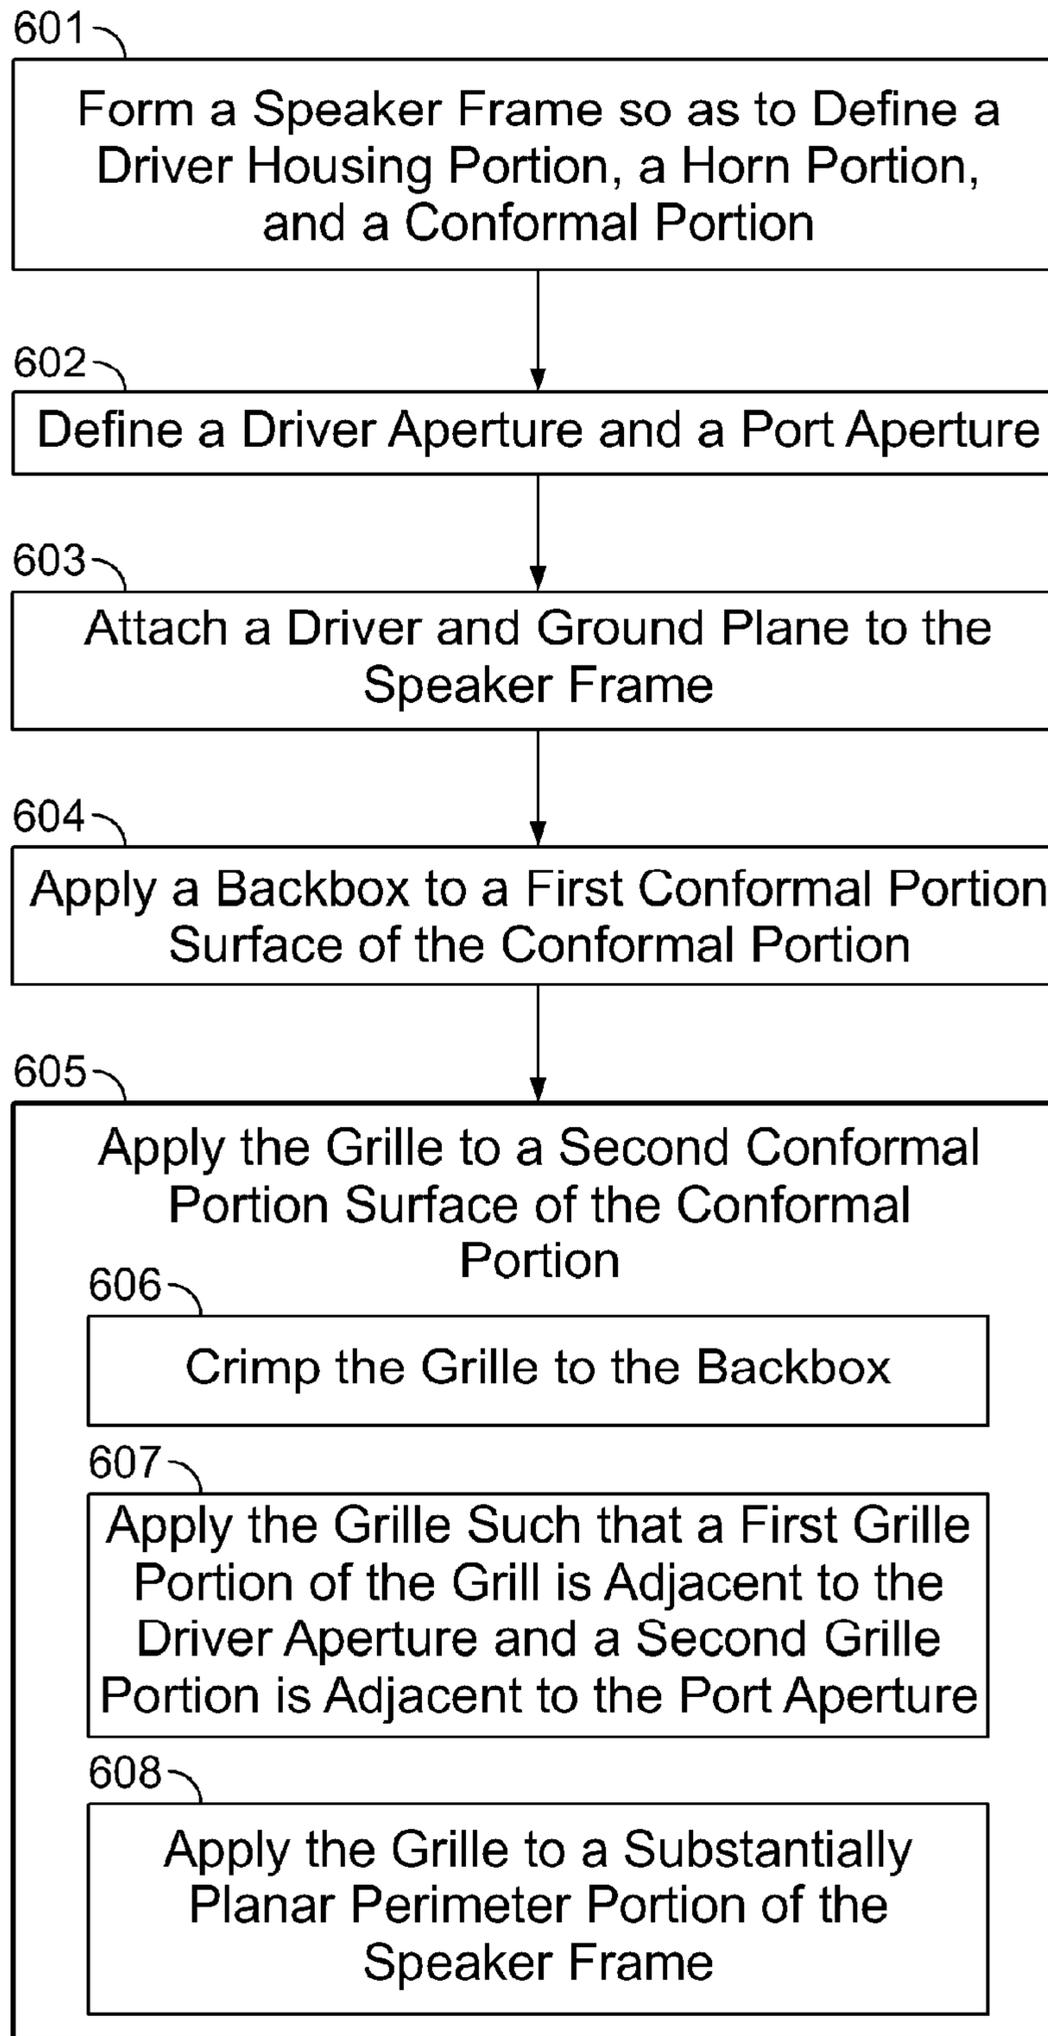 601
Form a Speaker Frame so as to Define a
Driver Housing Portion, a Horn Portion,
and a Conformal Portion
602
Define a Driver Aperture and a Port Aperture
603
Attach a Driver and Ground Plane to the
Speaker Frame
604
Apply a Backbox to a First Conformal Portion
Surface of the Conformal Portion
605
Apply the Grille to a Second Conformal
Portion Surface of the Conformal
Portion
606
Crimp the Grille to the Backbox
607
Apply the Grille Such that a First Grille
Portion of the Grill is Adjacent to the
Driver Aperture and a Second Grille
Portion is Adjacent to the Port Aperture
608
Apply the Grille to a Substantially
Planar Perimeter Portion of the
Speaker Frame